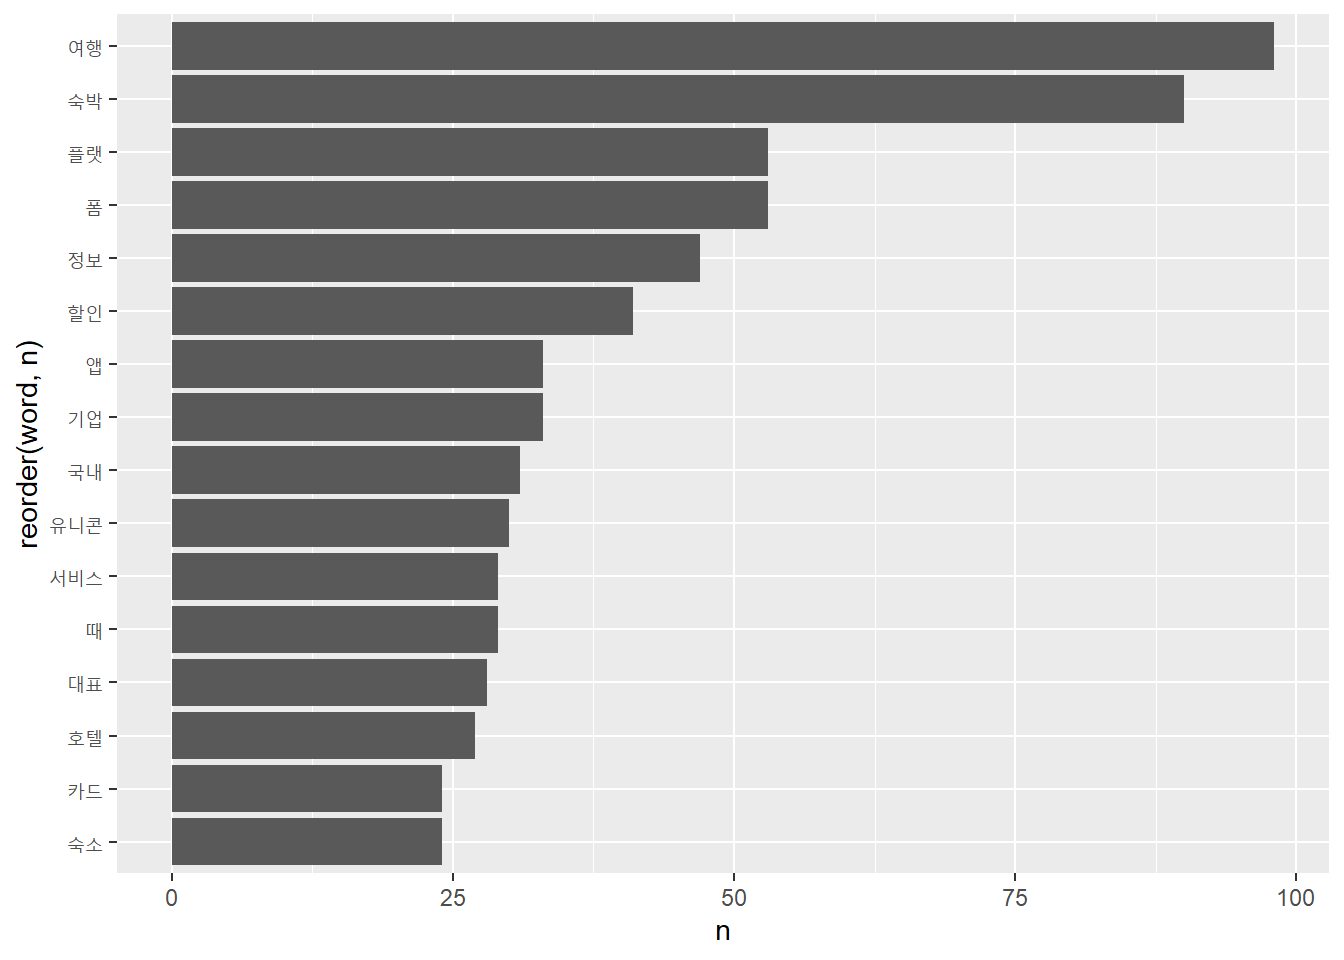 여행
숙박
플랫
폼
정보
할인
앱
기업
국내
유니콘
서비스
때
대표
호텔
카드
숙소
reorder(word, n)
0 25 50 75 100
n